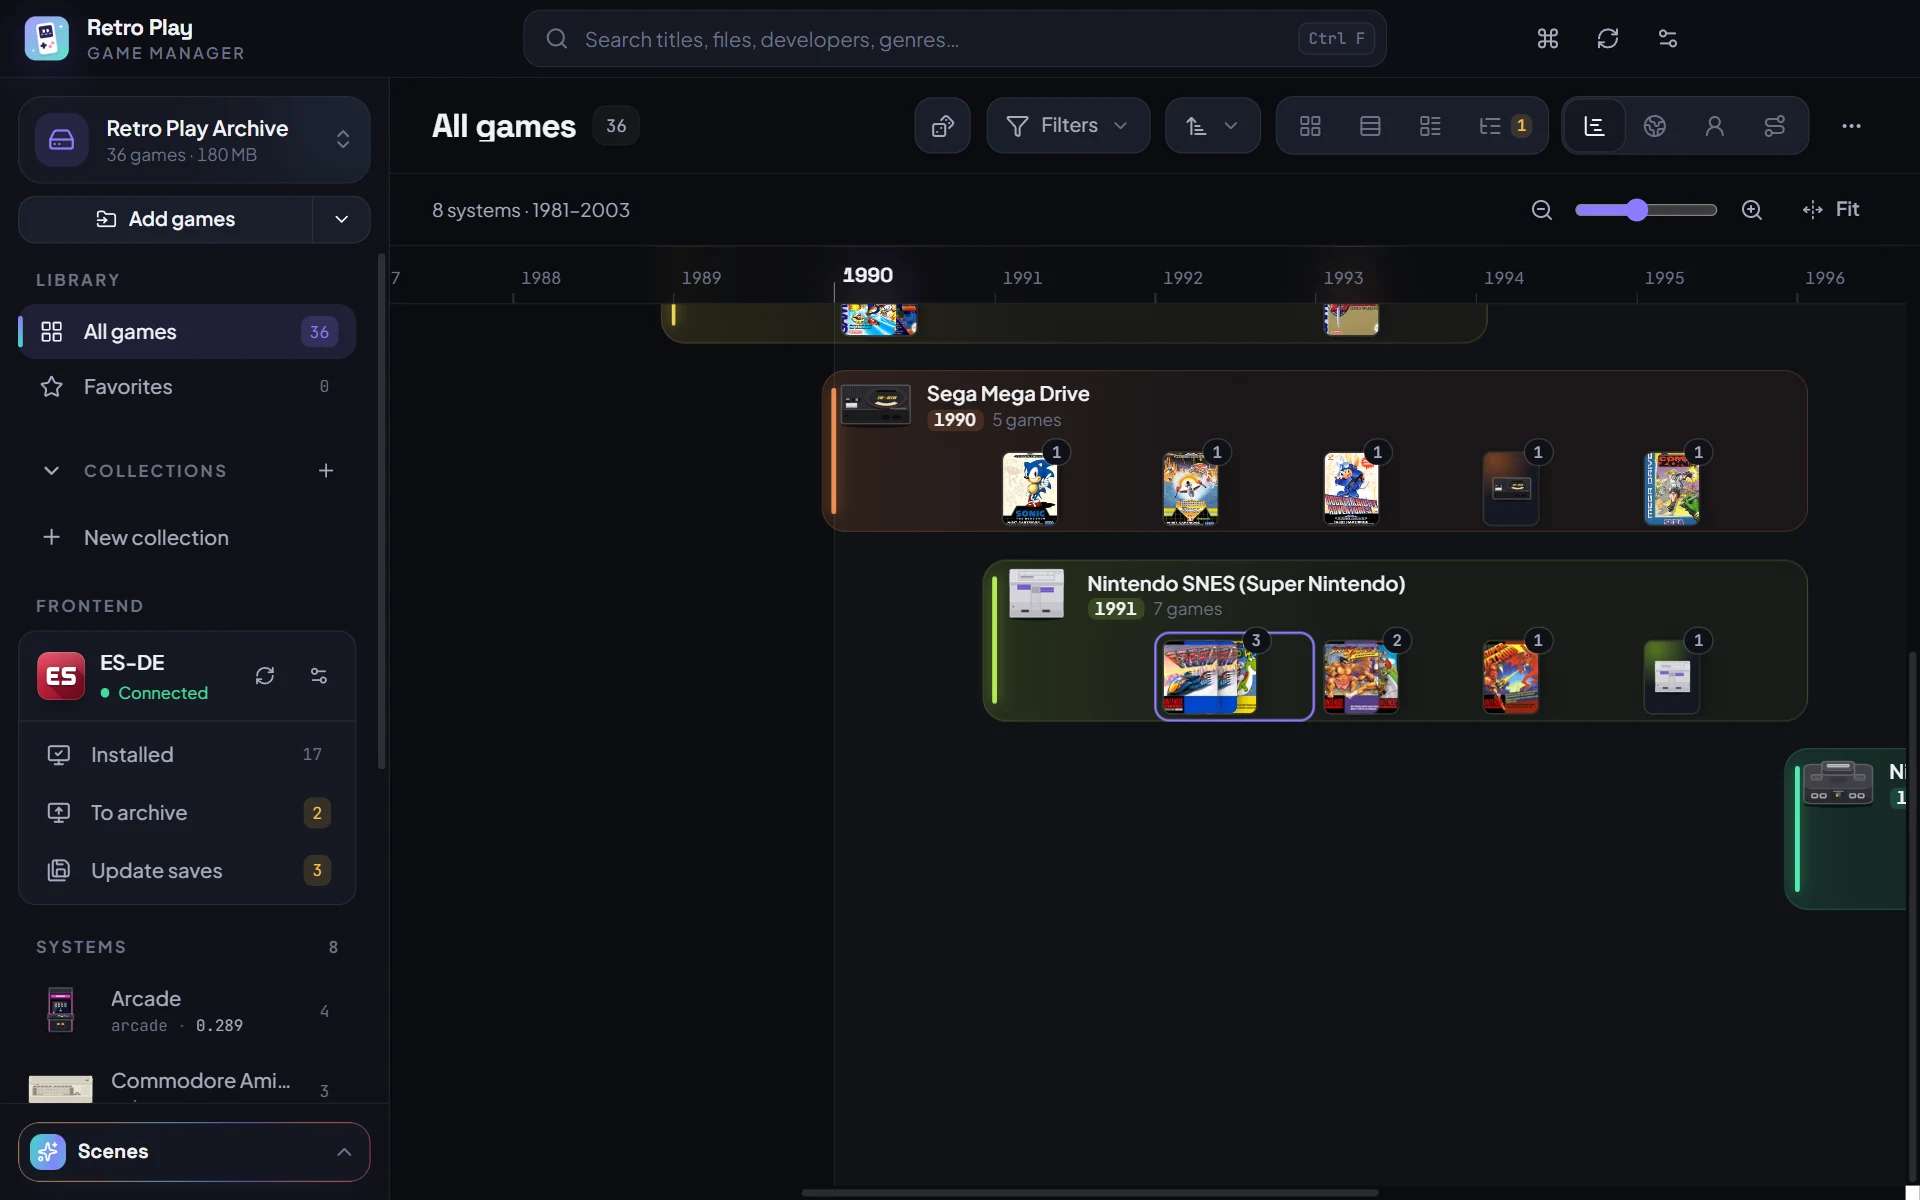 Retro Play
GAME MANAGER
Search titles, files, developers, genres…
Ctrl F
Retro Play Archive
36 games · 180 MB
Add games
LIBRARY
All games
36
Favorites
0
COLLECTIONS
New collection
FRONTEND
ES
ES-DE
Connected
Installed
17
To archive
2
Update saves
3
SYSTEMS
8
Arcade
arcade · 0.289
4
Commodore Ami…
3
Scenes
All games
36
Filters
1
8 systems · 1981–2003
Fit
7
1988
1989
1990
1991
1992
1993
1994
1995
1996
Sega Mega Drive
1990
5 games
1
1
1
1
1
SONIC
Nintendo SNES (Super Nintendo)
1991
7 games
3
2
1
1
Ni
1